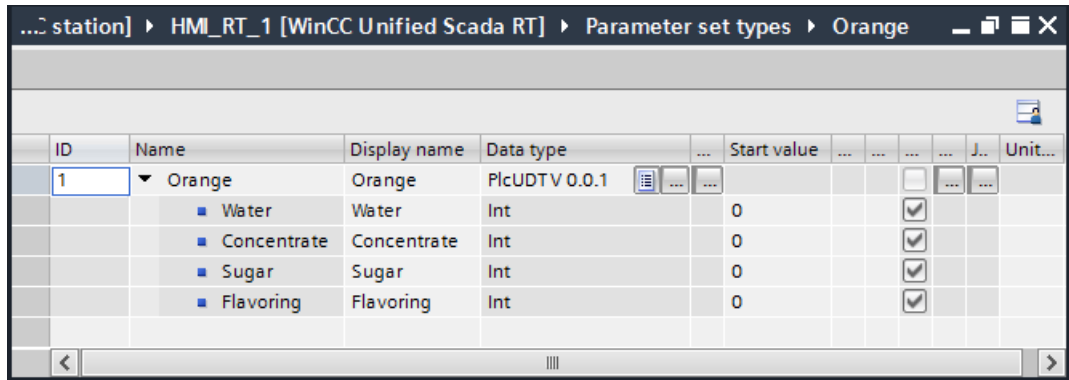 ...C station] ▸ HMI_RT_1 [WinCC Unified Scada RT] ▸ Parameter set types ▸ Orange
ID Name Display name Data type ... Start value ... ... ... ... J.. Unit...
1 Orange Orange PlcUDT V 0.0.1 ... ... ... ...
Water Water Int 0
Concentrate Concentrate Int 0
Sugar Sugar Int 0
Flavoring Flavoring Int 0